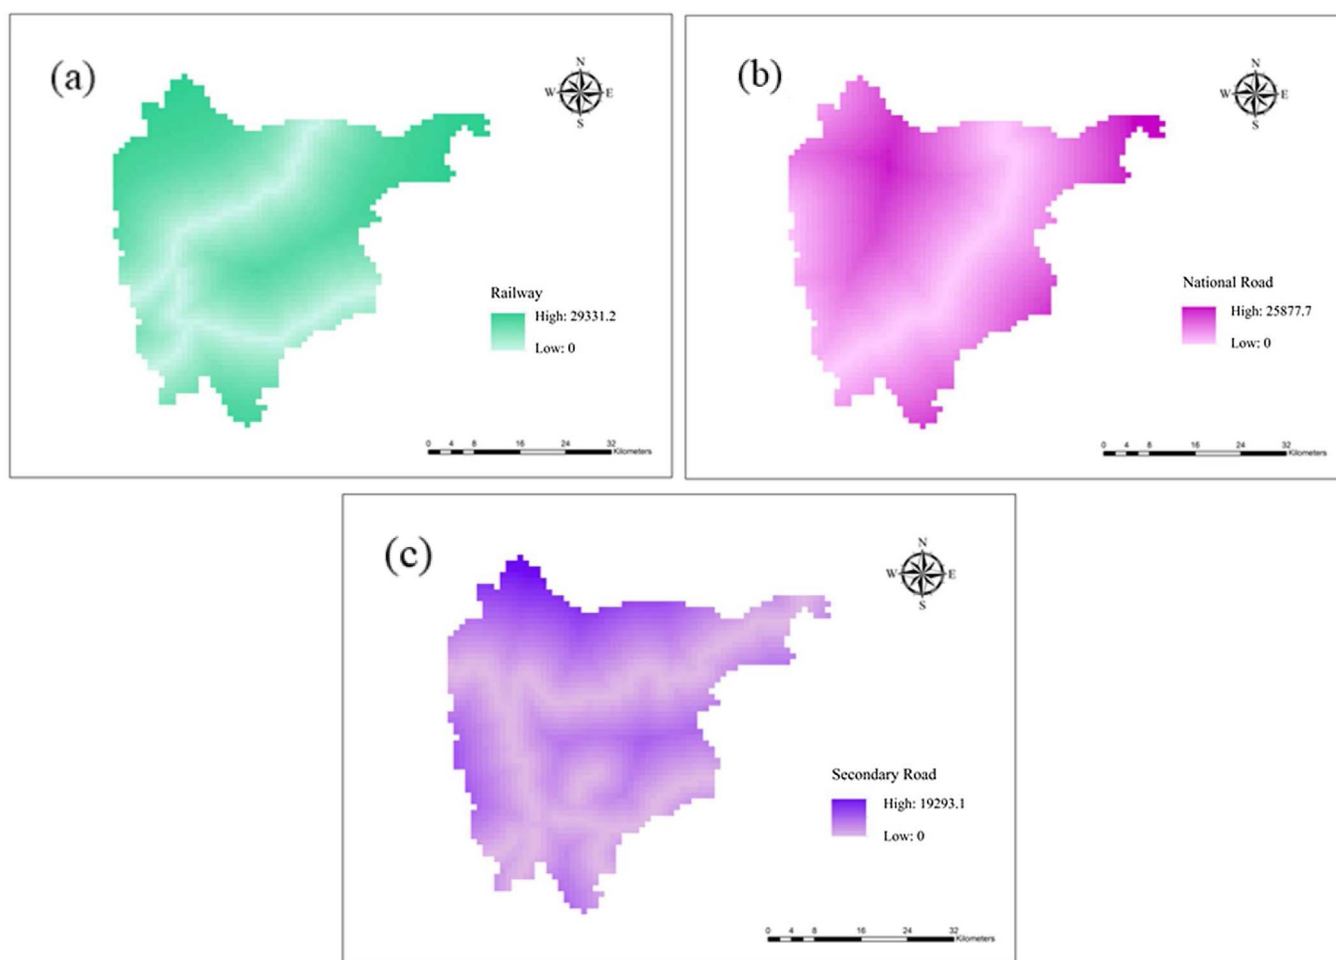 (a)
N
W E
S
Railway
High: 29331.2
Low: 0
0 4 8 16 24 32
Kilometers
(b)
N
W E
S
National Road
High: 25877.7
Low: 0
0 4 8 16 24 32
Kilometers
(c)
N
W E
S
Secondary Road
High: 19293.1
Low: 0
0 4 8 16 24 32
Kilometers